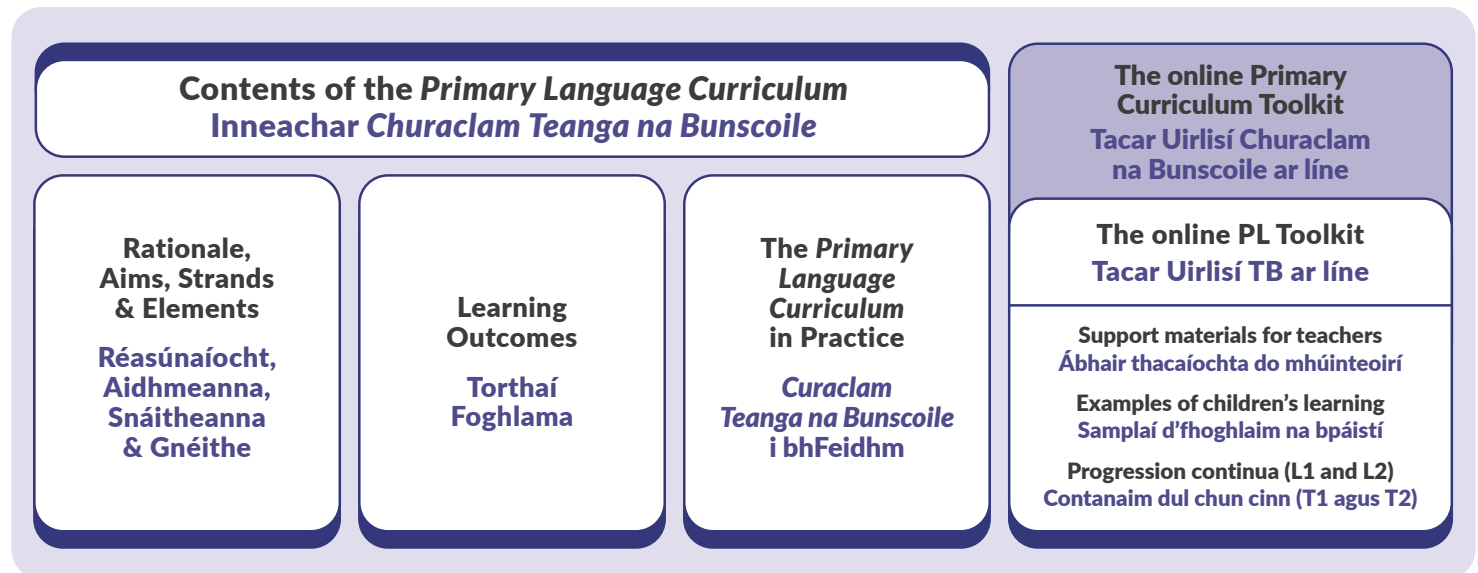 Contents of the Primary Language Curriculum
Inneachar Churaclam Teanga na Bunscoile
Rationale,
Aims, Strands
& Elements
Réasúnaíocht,
Aidhmeanna,
Snáitheanna
& Gnéithe
Learning
Outcomes
Torthaí
Foghlama
The Primary
Language
Curriculum
in Practice
Curaclam
Teanga na Bunscoile
i bhFeidhm
The online Primary
Curriculum Toolkit
Tacar Uirlisí Churaclam
na Bunscoile ar líne
The online PL Toolkit
Tacar Uirlisí TB ar líne
Support materials for teachers
Ábhair thacaíochta do mhúinteoirí
Examples of children’s learning
Samplaí d’fhoghlaim na bpáistí
Progression continua (L1 and L2)
Contanaim dul chun cinn (T1 agus T2)